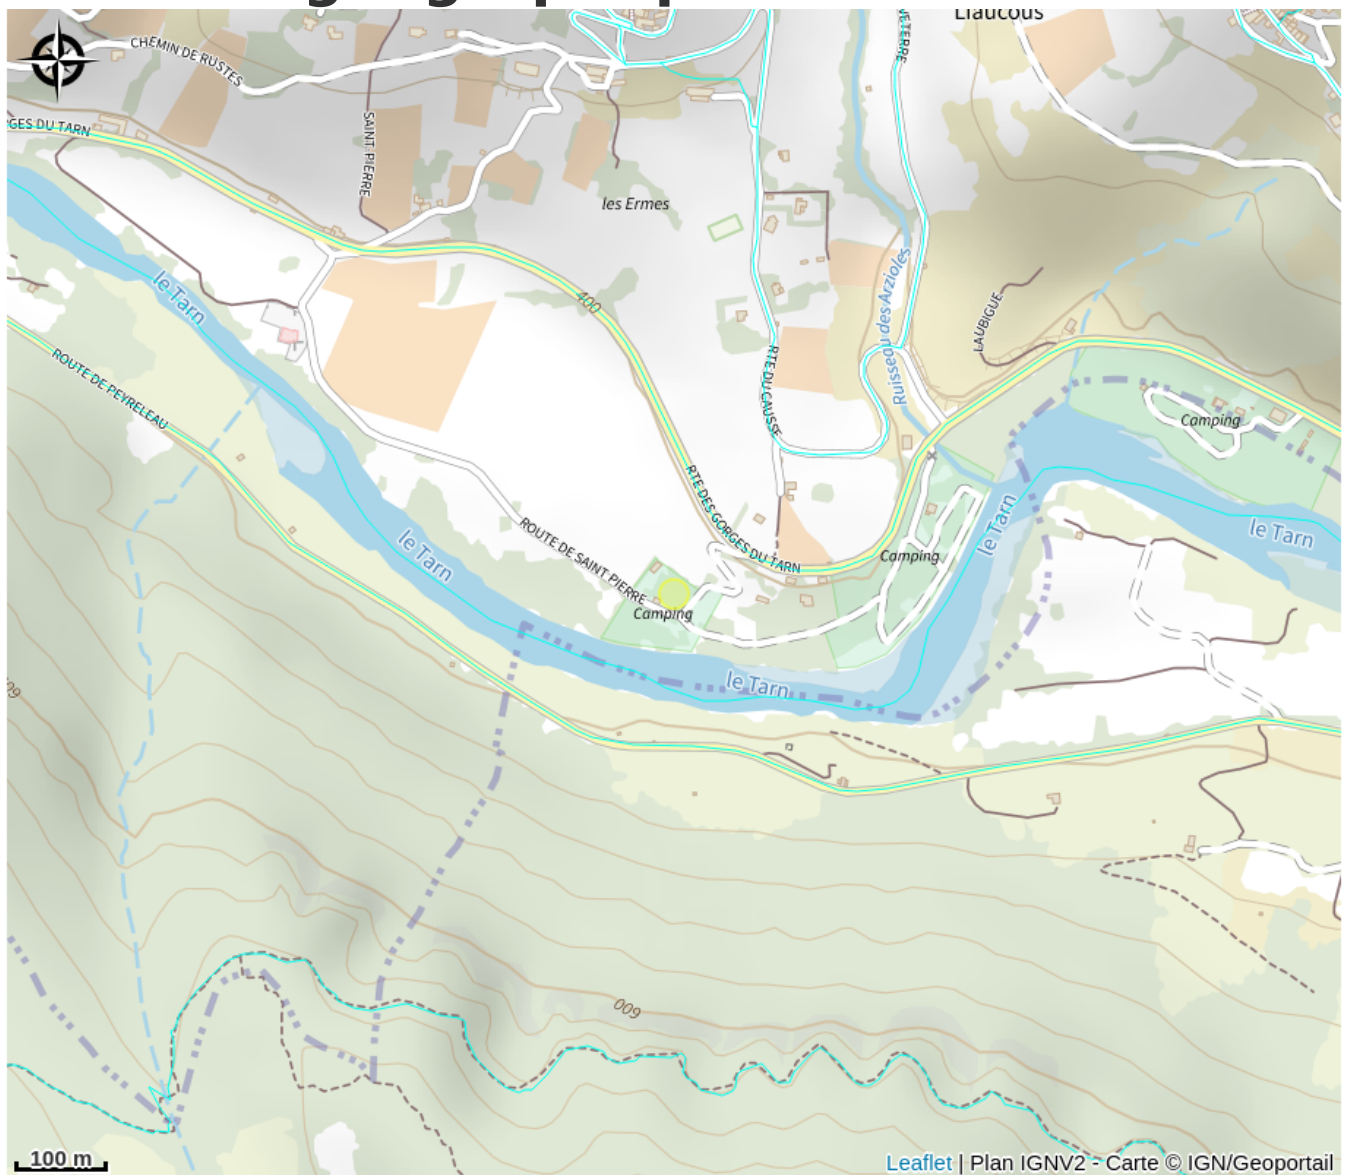 Liaucous
CHEMIN DE RUSTES
GES DU TARN
SAINT PIERRE
les Ermes
le Tarn
400
Ruisseau des Arzioles
LAUBIGUE
ROUTE DE PEYRELEAU
RTE DU CAUSSE
Camping
RTE DES GORGES DU TARN
le Tarn
ROUTE DE SAINT PIERRE
le Tarn
Camping
le Tarn
Camping
le Tarn
600
100 m
Leaflet | Plan IGNV2 - Carte © IGN/Geoportail